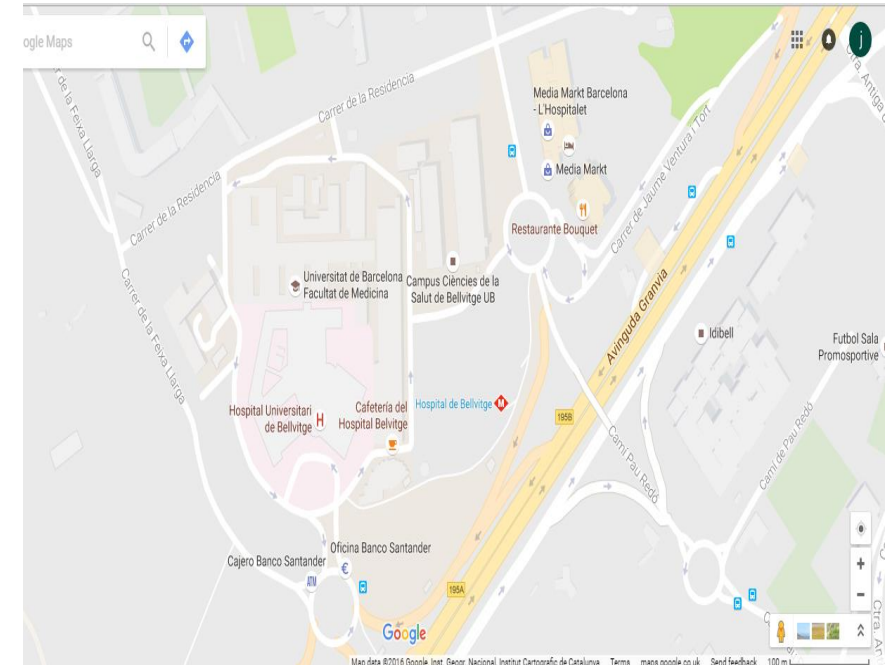 ogle Maps
j
Ctra. Antiga d
Carrer de la Feixa Llarga
Carrer de la Residencia
Media Markt Barcelona
- L'Hospitalet
Media Markt
Carrer de Jaume Ventura i Tort
Carrer de la Residencia
Restaurante Bouquet
Universitat de Barcelona
Facultat de Medicina
Campus Ciències de la
Salut de Bellvitge UB
Avinguda Granvia
Carrer de la Feixa Llarga
Idibell
Futbol Sala
Promosportive
Hospital Universitari
de Bellvitge
H
Cafetería del
Hospital Belvitge
Hospital de Bellvitge
M
195B
Camí Pau Redó
Camí de Pau Redó
Oficina Banco Santander
€
Cajero Banco Santander
ATM
195A
Ctra. An
+
−
Google
Map data ©2016 Google, Inst. Geogr. Nacional, Institut Cartogràfic de Catalunya Terms maps.google.co.uk Send feedback 100 m